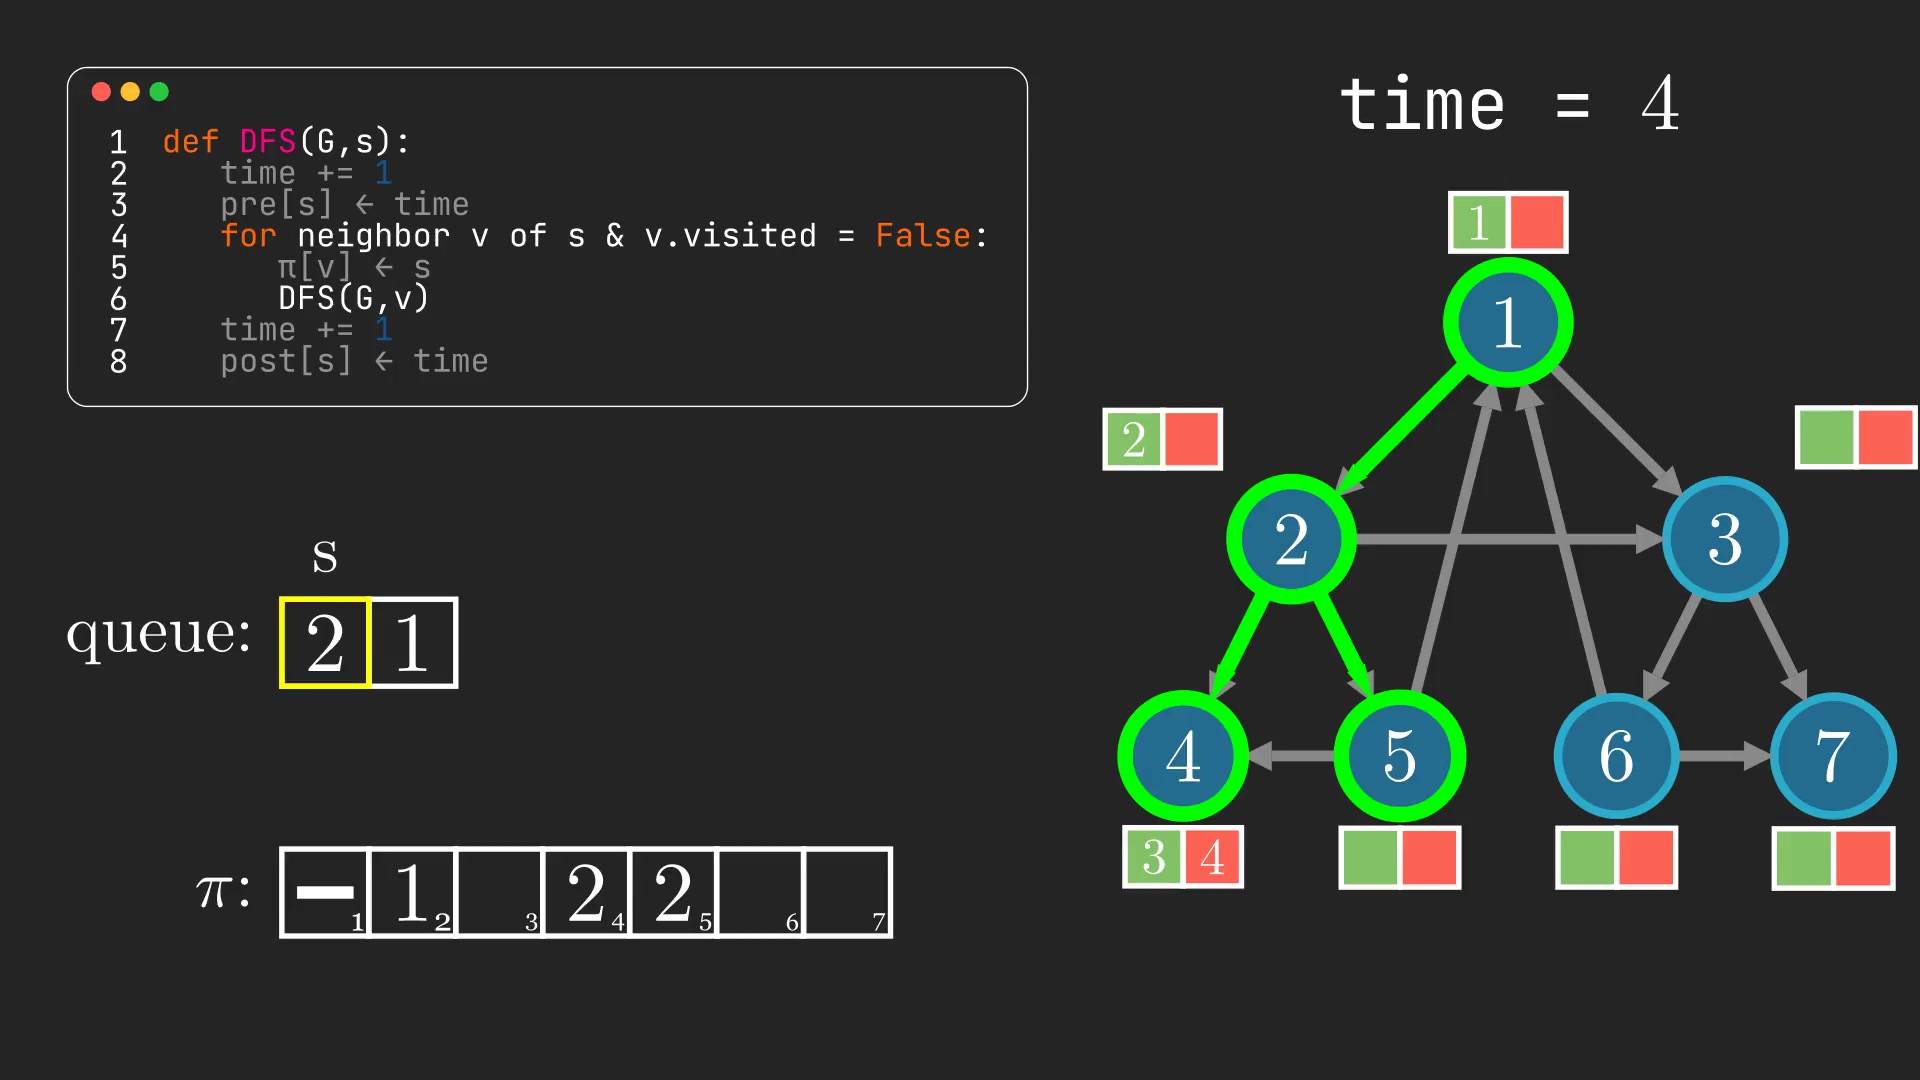 1 def DFS(G,s):
2 time += 1
3 pre[s] ← time
4 for neighbor v of s & v.visited = False:
5 π[v] ← s
6 DFS(G,v)
7 time += 1
8 post[s] ← time
time = 4
1
1
2
2
3
s
queue: 2 1
4
5
6
7
3 4
π: – 1 2 2
1 2 3 4 5 6 7